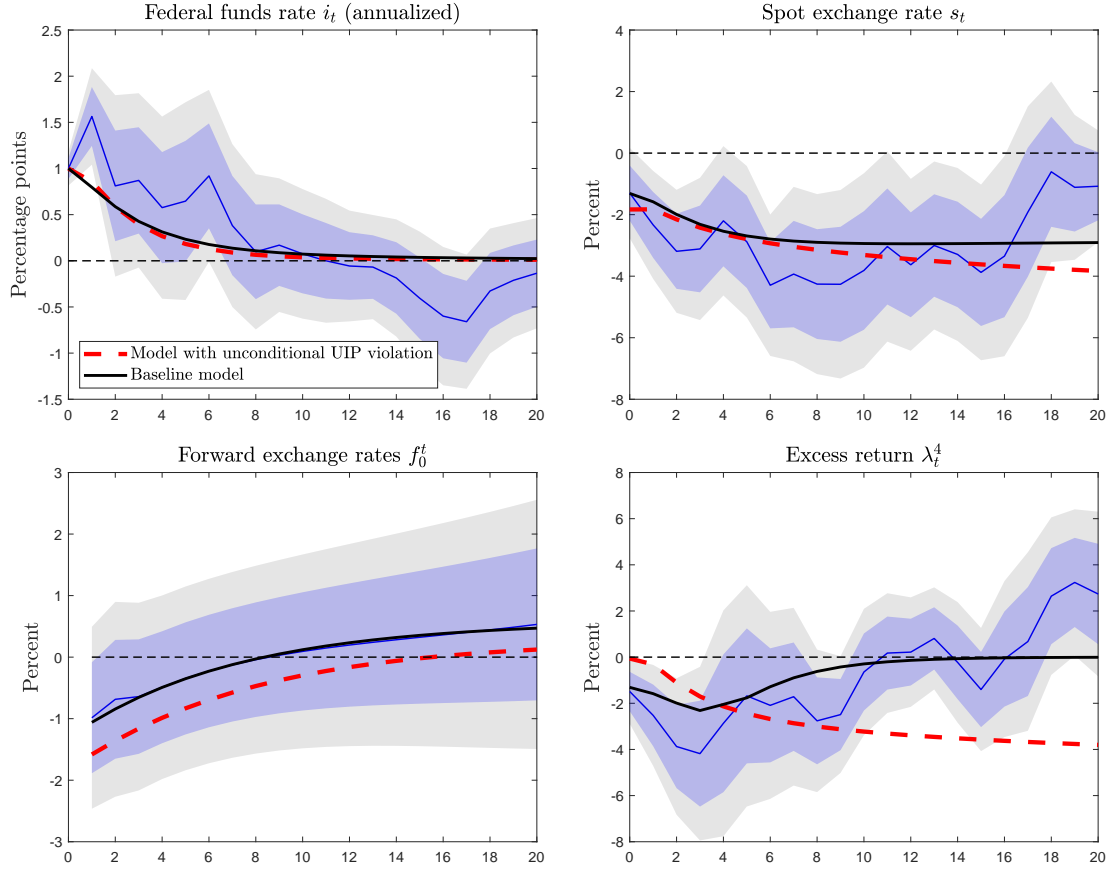 Federal funds rate i_t (annualized)
Percentage points
2.5
2
1.5
1
0.5
0
-0.5
-1
-1.5
Model with unconditional UIP violation
Baseline model
0 2 4 6 8 10 12 14 16 18 20
Spot exchange rate s_t
Percent
4
2
0
-2
-4
-6
-8
0 2 4 6 8 10 12 14 16 18 20
Forward exchange rates f_0^t
Percent
3
2
1
0
-1
-2
-3
0 2 4 6 8 10 12 14 16 18 20
Excess return λ_t^4
Percent
8
6
4
2
0
-2
-4
-6
-8
0 2 4 6 8 10 12 14 16 18 20